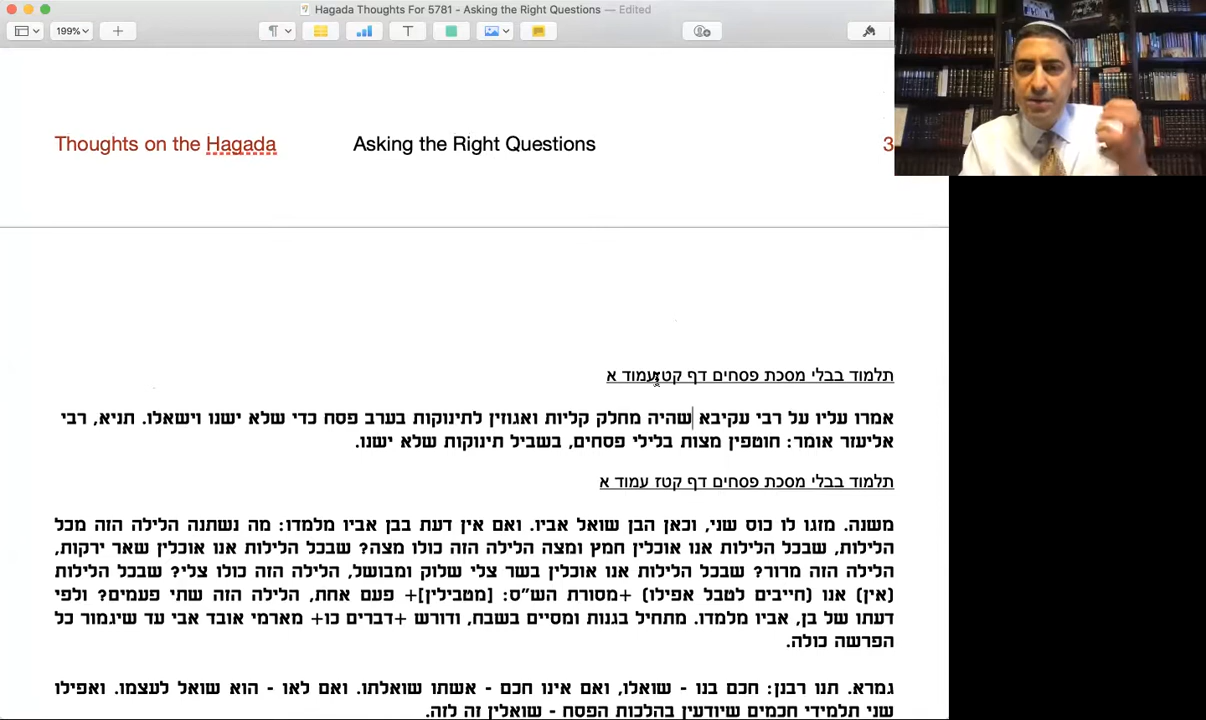 Hagada Thoughts For 5781 - Asking the Right Questions — Edited
199%
Thoughts on the Hagada Asking the Right Questions 3
תלמוד בבלי מסכת פסחים דף קט עמוד א
אמרו עליו על רבי עקיבא שהיה מחלק קליות ואגוזין לתינוקות בערב פסח כדי שלא ישנו וישאלו. תניא, רבי
אליעזר אומר: חוטפין מצות בלילי פסחים, בשביל תינוקות שלא ישנו.
תלמוד בבלי מסכת פסחים דף קטז עמוד א
משנה. מזגו לו כוס שני, וכאן הבן שואל אביו. ואם אין דעת בבן אביו מלמדו: מה נשתנה הלילה הזה מכל
הלילות, שבכל הלילות אנו אוכלין חמץ ומצה הלילה הזה כולו מצה? שבכל הלילות אנו אוכלין שאר ירקות,
הלילה הזה מרור? שבכל הלילות אנו אוכלין בשר צלי שלוק ומבושל, הלילה הזה כולו צלי? שבכל הלילות
(אין) אנו (חייבים לטבל אפילו) +מסורת הש"ס: [מטבילין]+ פעם אחת, הלילה הזה שתי פעמים? ולפי
דעתו של בן, אביו מלמדו. מתחיל בגנות ומסיים בשבח, ודורש +דברים כו+ מארמי אובד אבי עד שיגמור כל
הפרשה כולה.
גמרא. תנו רבנן: חכם בנו - שואלו, ואם אינו חכם - אשתו שואלתו. ואם לאו - הוא שואל לעצמו. ואפילו
שני תלמידי חכמים שיודעין בהלכות הפסח - שואלין זה לזה.